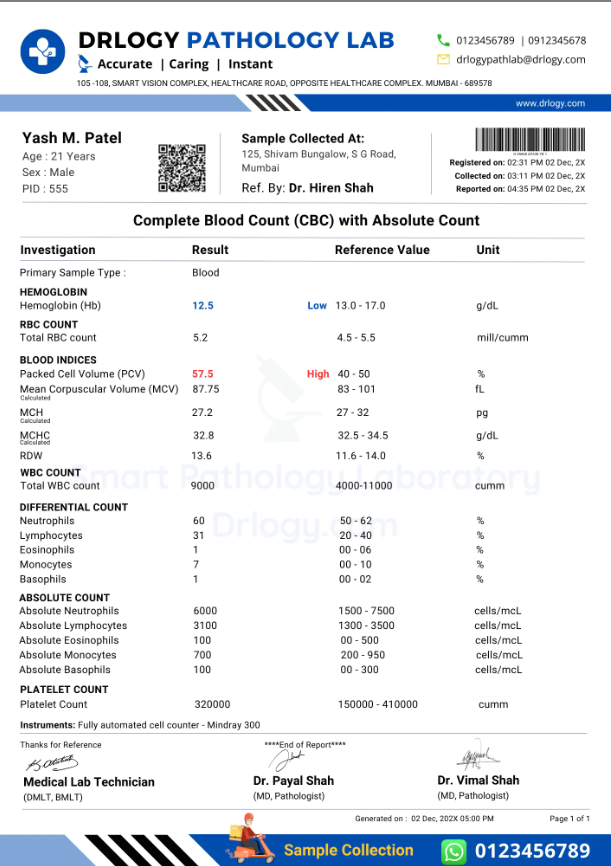 DRLOGY PATHOLOGY LAB
Accurate | Caring | Instant
0123456789 | 0912345678
drlogypathlab@drlogy.com
105 -108, SMART VISION COMPLEX, HEALTHCARE ROAD, OPPOSITE HEALTHCARE COMPLEX. MUMBAI - 689578
www.drlogy.com
Yash M. Patel
Age : 21 Years
Sex : Male
PID : 555
Sample Collected At:
125, Shivam Bungalow, S G Road,
Mumbai
Ref. By: Dr. Hiren Shah
Registered on: 02:31 PM 02 Dec, 2X
Collected on: 03:11 PM 02 Dec, 2X
Reported on: 04:35 PM 02 Dec, 2X
Complete Blood Count (CBC) with Absolute Count
Investigation Result Reference Value Unit
Primary Sample Type : Blood
HEMOGLOBIN
Hemoglobin (Hb) 12.5 Low 13.0 - 17.0 g/dL
RBC COUNT
Total RBC count 5.2 4.5 - 5.5 mill/cumm
BLOOD INDICES
Packed Cell Volume (PCV) 57.5 High 40 - 50 %
Mean Corpuscular Volume (MCV) 87.75 83 - 101 fL
Calculated
MCH 27.2 27 - 32 pg
Calculated
MCHC 32.8 32.5 - 34.5 g/dL
Calculated
RDW 13.6 11.6 - 14.0 %
WBC COUNT
Total WBC count 9000 4000-11000 cumm
Smart Pathology Laboratory
Drlogy.com
DIFFERENTIAL COUNT
Neutrophils 60 50 - 62 %
Lymphocytes 31 20 - 40 %
Eosinophils 1 00 - 06 %
Monocytes 7 00 - 10 %
Basophils 1 00 - 02 %
ABSOLUTE COUNT
Absolute Neutrophils 6000 1500 - 7500 cells/mcL
Absolute Lymphocytes 3100 1300 - 3500 cells/mcL
Absolute Eosinophils 100 00 - 500 cells/mcL
Absolute Monocytes 700 200 - 950 cells/mcL
Absolute Basophils 100 00 - 300 cells/mcL
PLATELET COUNT
Platelet Count 320000 150000 - 410000 cumm
Instruments: Fully automated cell counter - Mindray 300
Thanks for Reference ****End of Report****
Medical Lab Technician
(DMLT, BMLT)
Dr. Payal Shah
(MD, Pathologist)
Dr. Vimal Shah
(MD, Pathologist)
Generated on : 02 Dec, 202X 05:00 PM Page 1 of 1
Sample Collection 0123456789